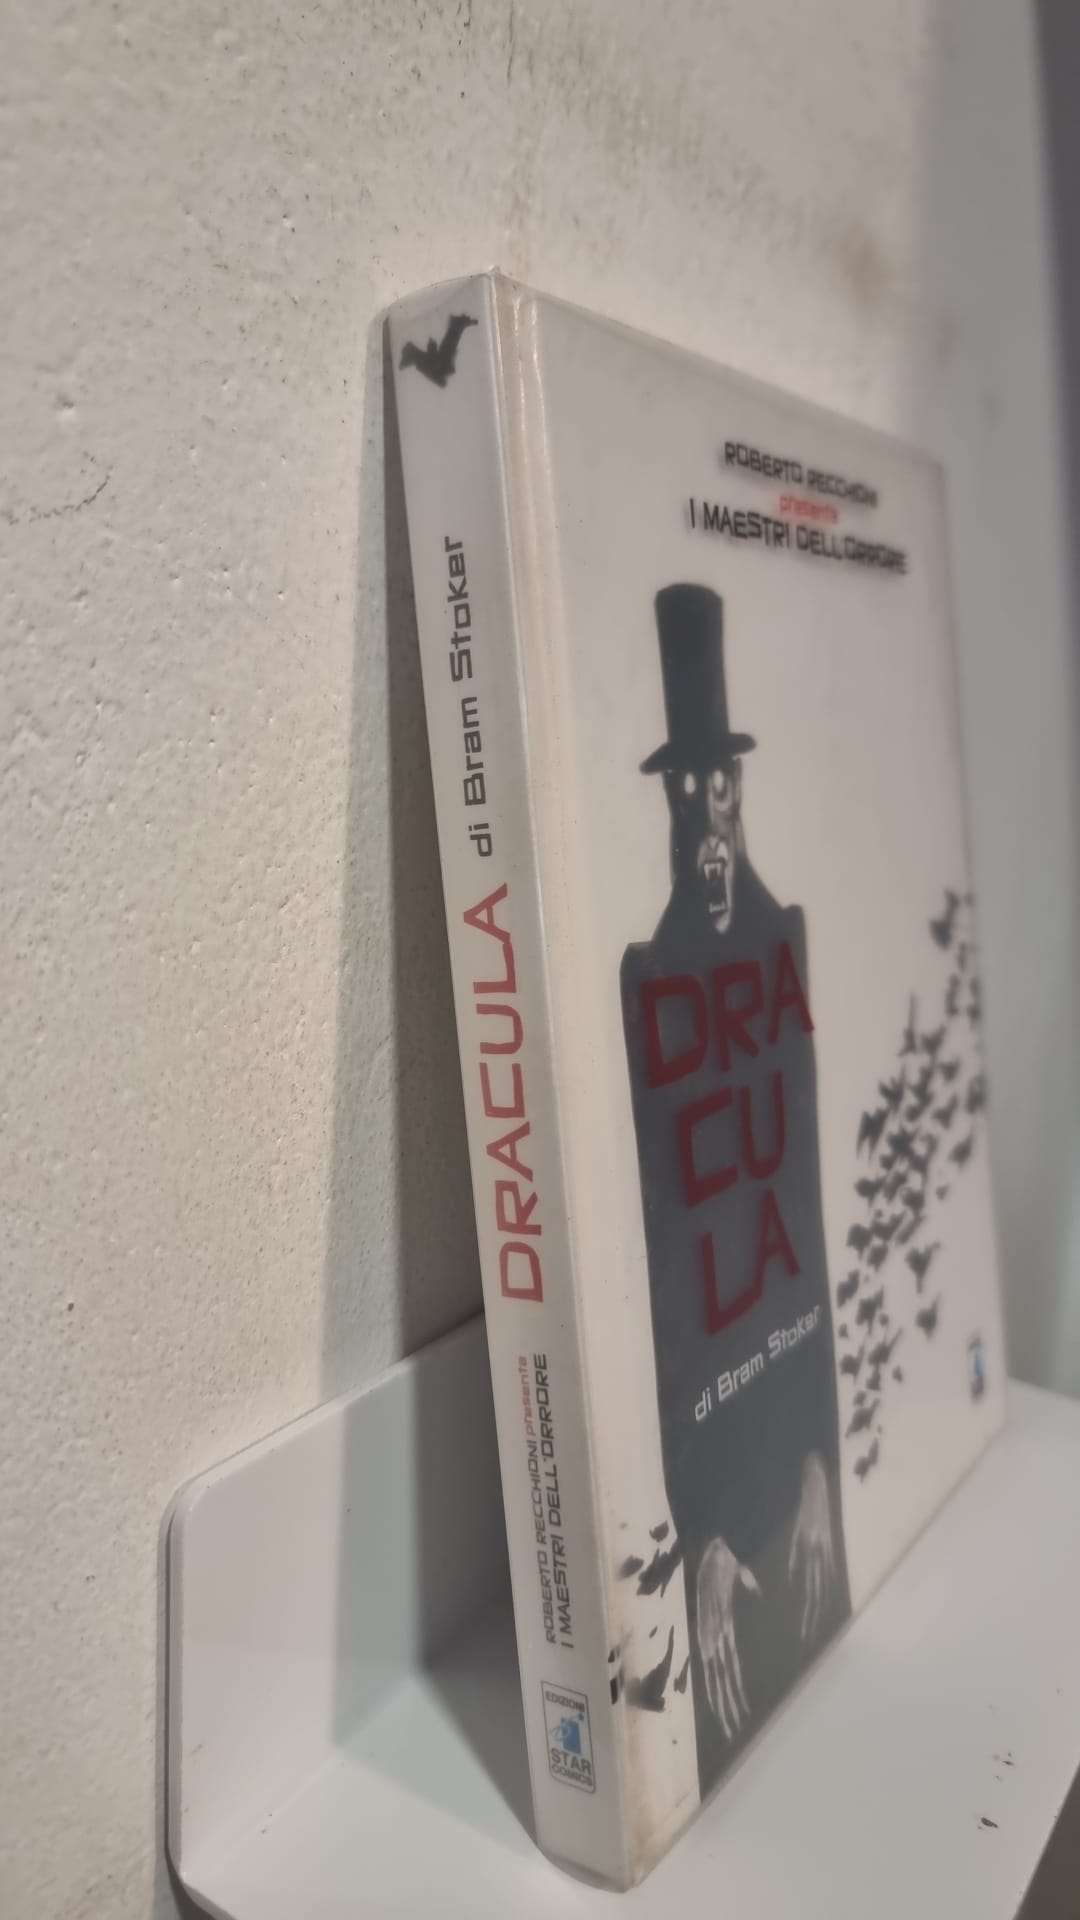 DRACULA di Bram Stoker
ROBERTO RECCHIONI presenta
I MAESTRI DELL'ORRORE
EDIZIONI
STAR
COMICS
ROBERTO RECCHIONI
presenta
I MAESTRI DELL'ORRORE
DRA
CU
LA
di Bram Stoker